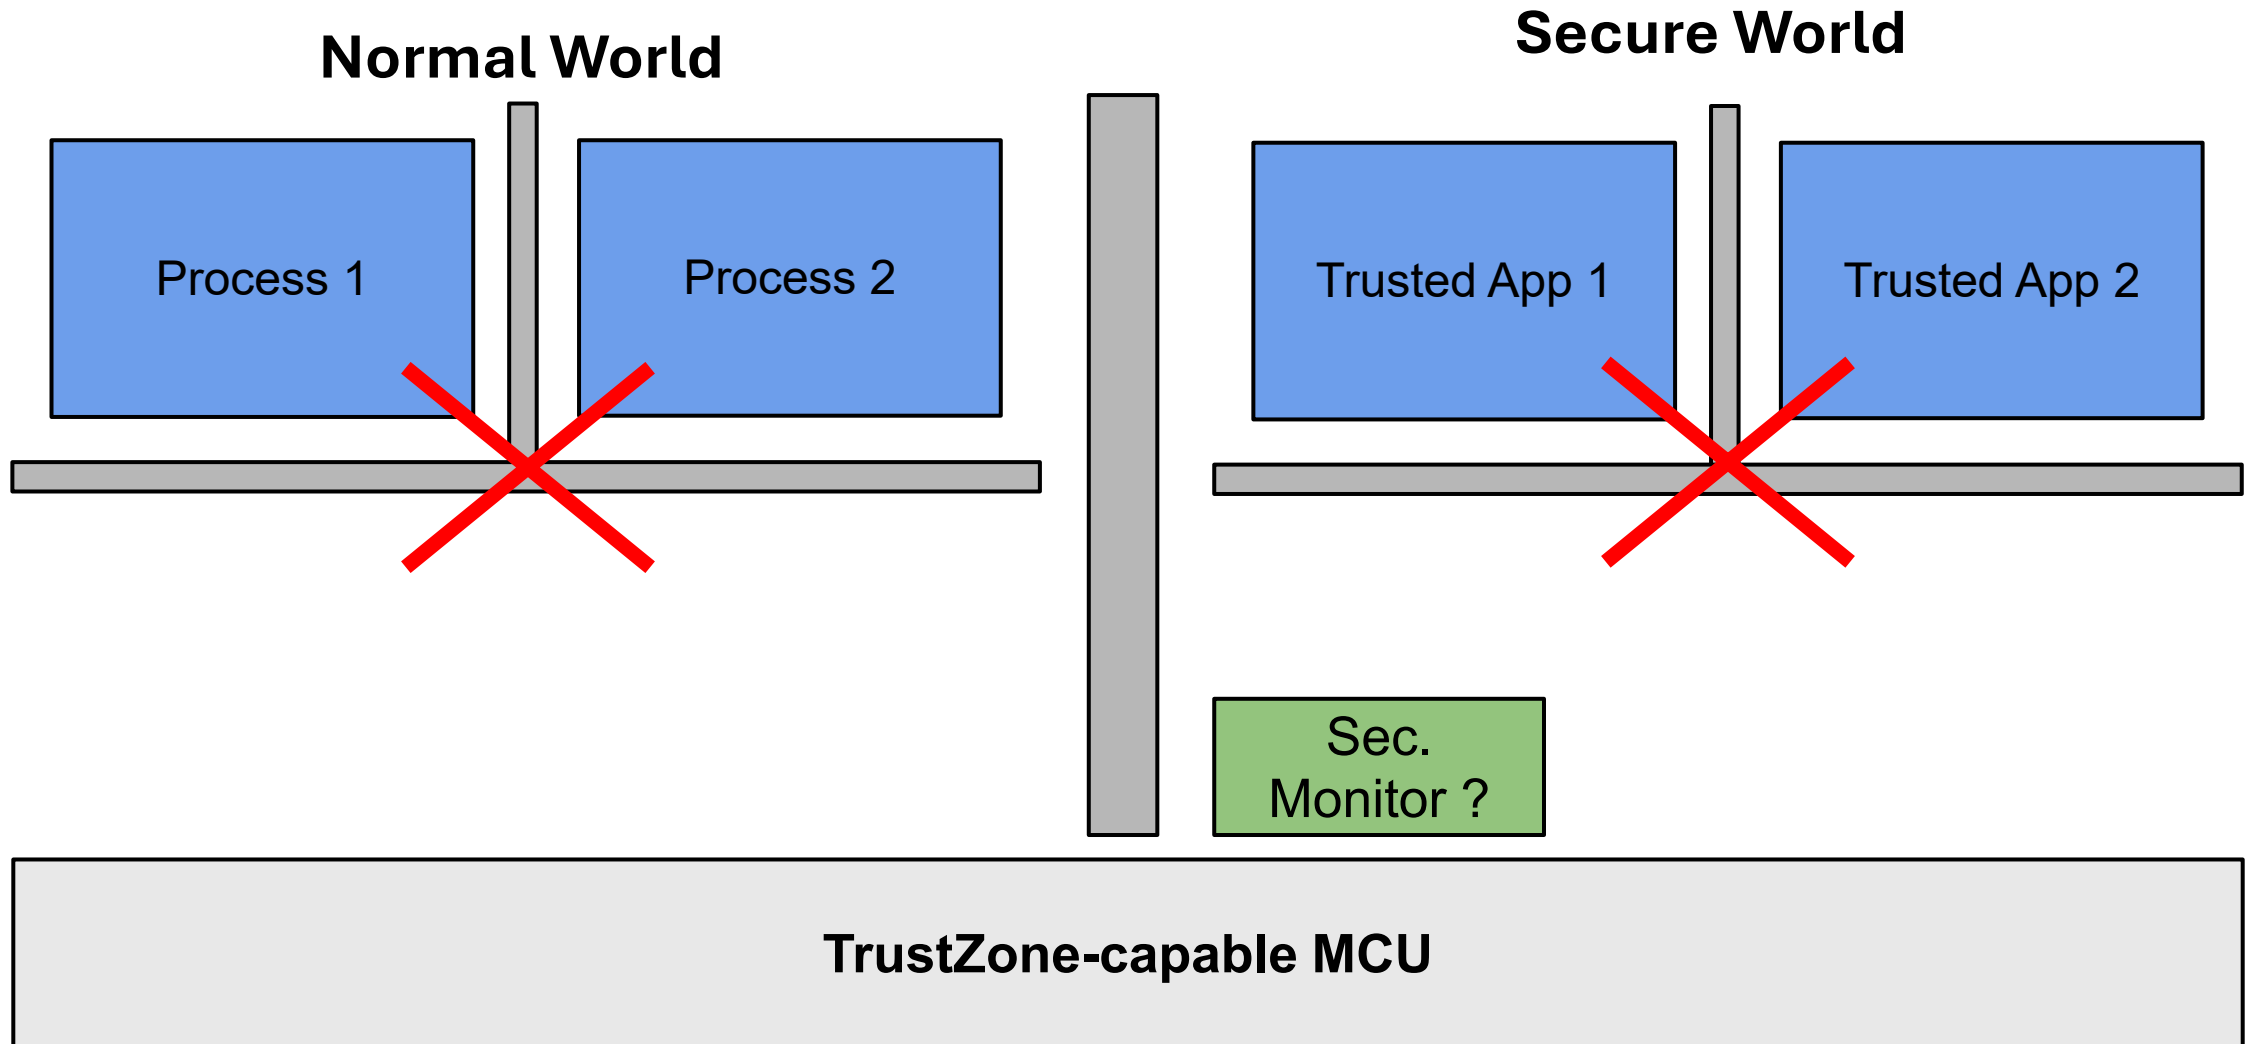 Normal World
Secure World
Process 1
Process 2
Trusted App 1
Trusted App 2
Sec.
Monitor ?
TrustZone-capable MCU